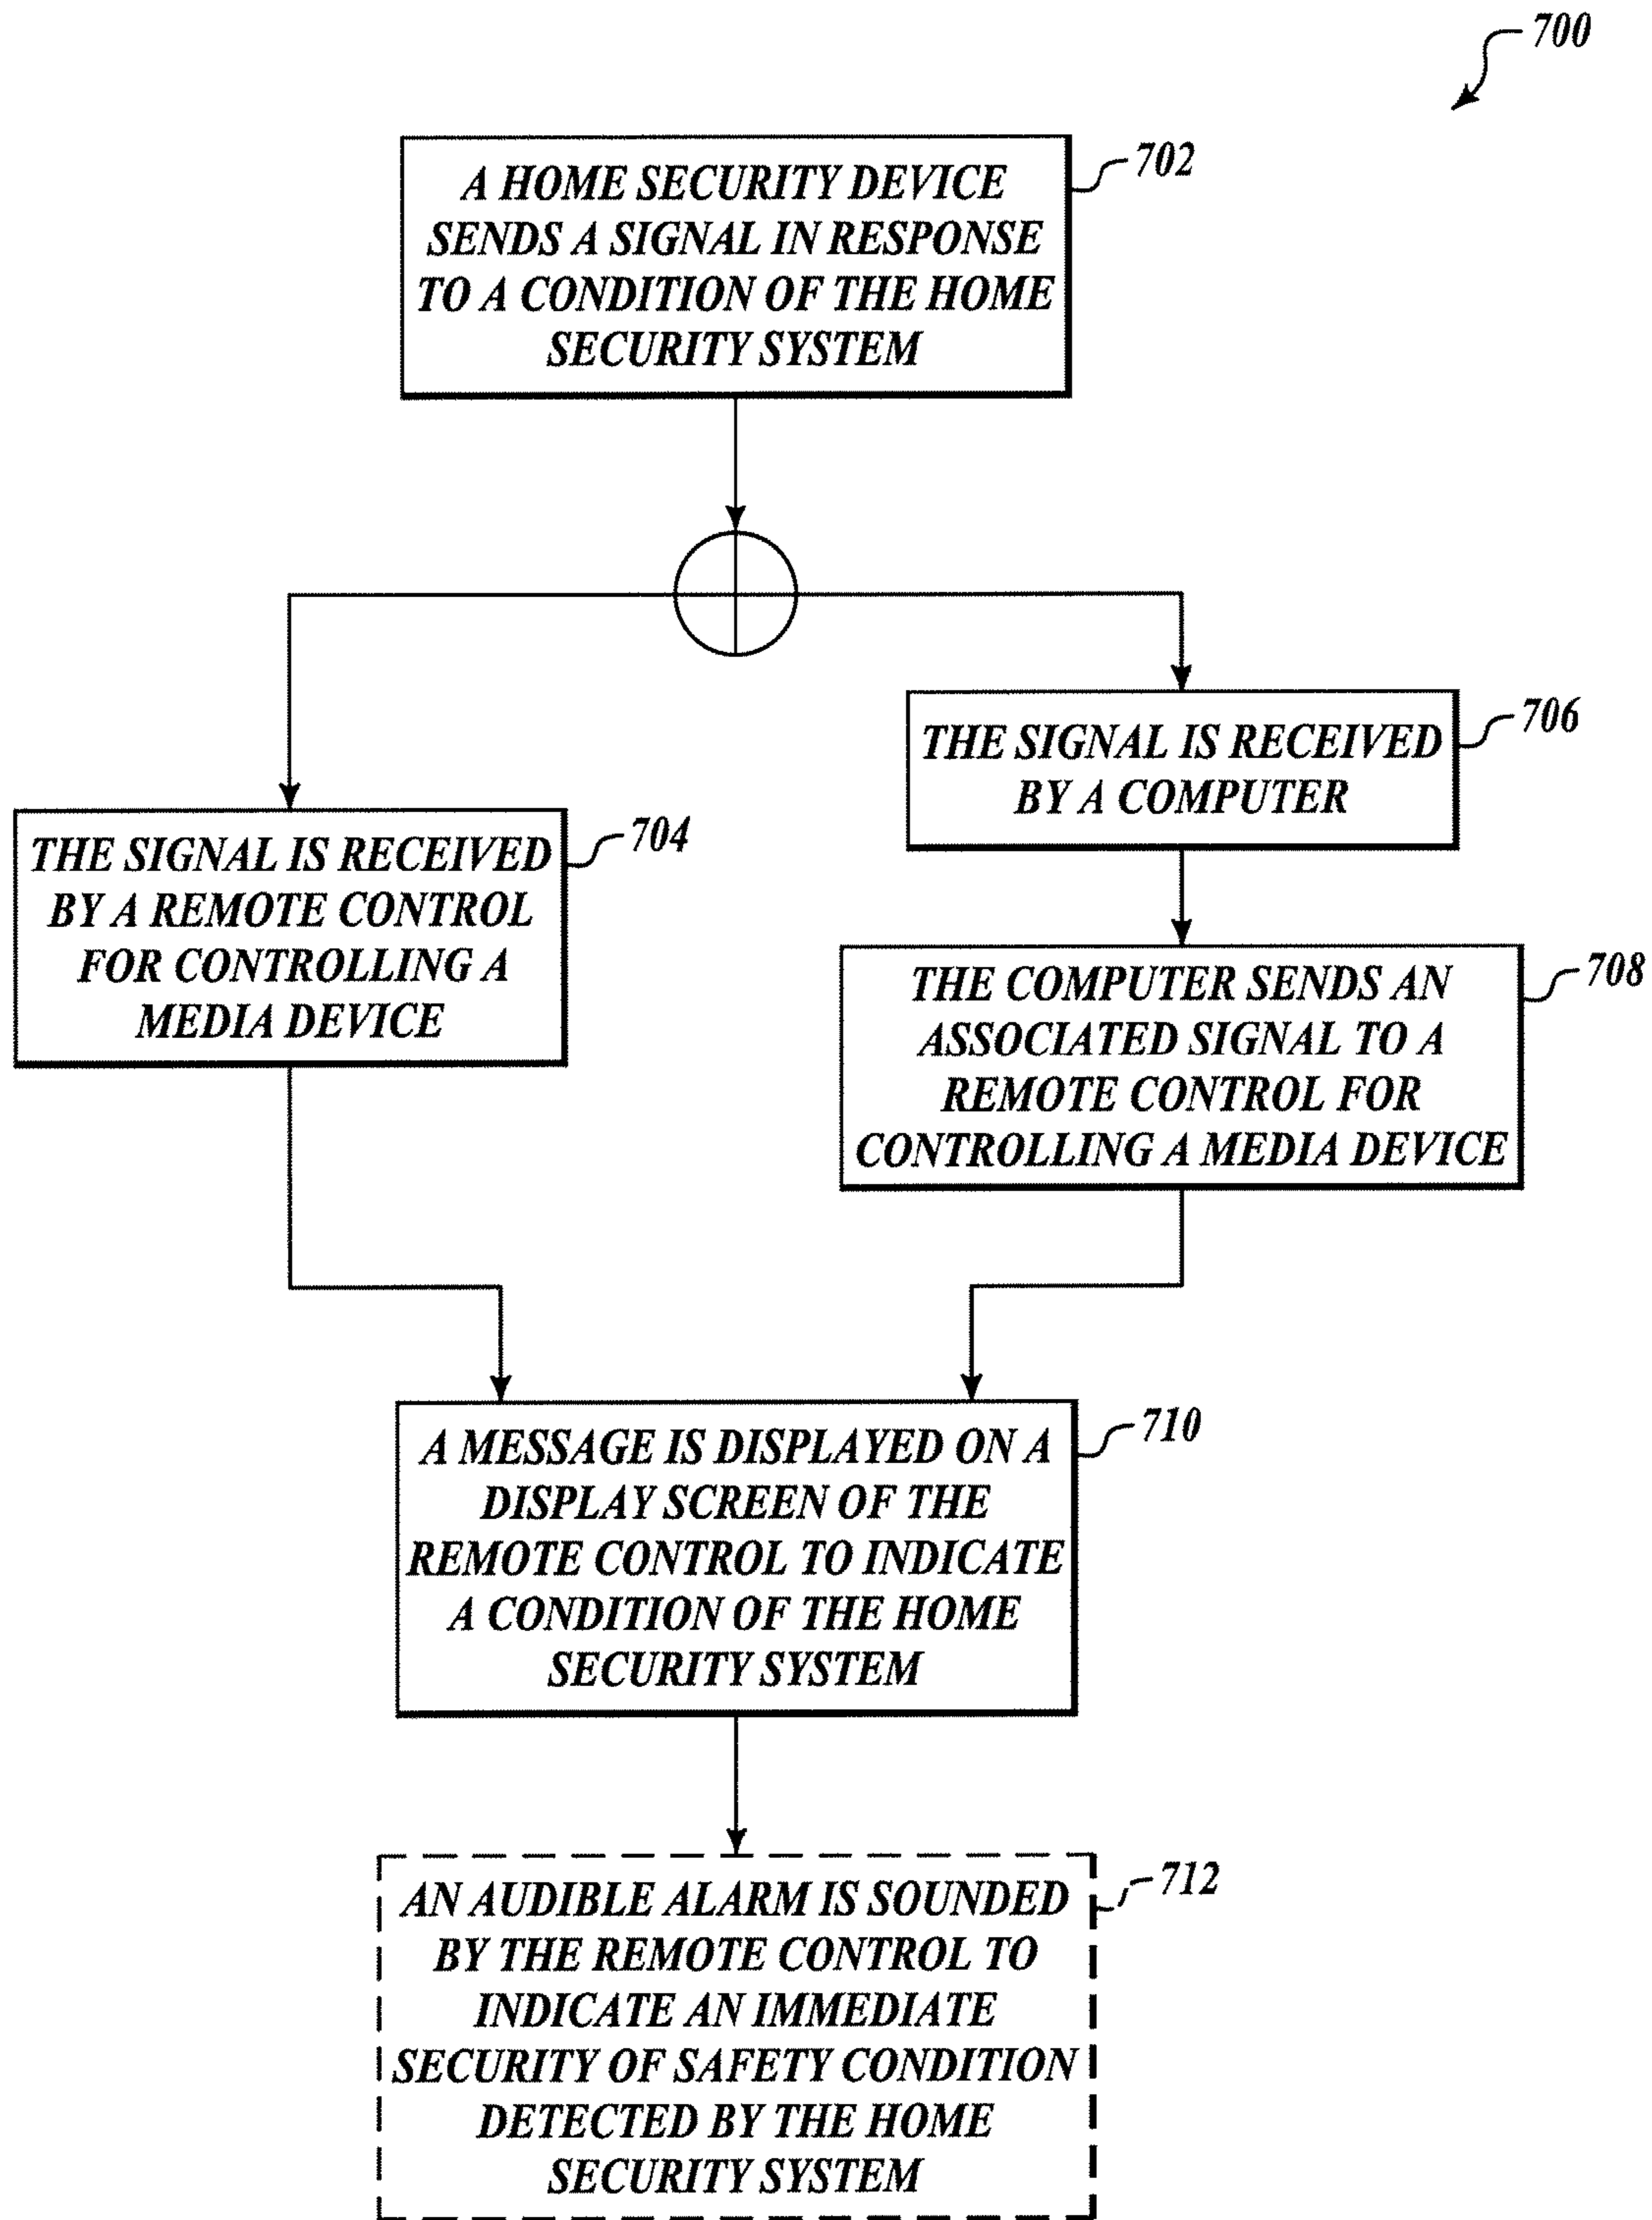 700
A HOME SECURITY DEVICE
SENDS A SIGNAL IN RESPONSE
TO A CONDITION OF THE HOME
SECURITY SYSTEM
702
THE SIGNAL IS RECEIVED
BY A COMPUTER
706
THE SIGNAL IS RECEIVED
BY A REMOTE CONTROL
FOR CONTROLLING A
MEDIA DEVICE
704
THE COMPUTER SENDS AN
ASSOCIATED SIGNAL TO A
REMOTE CONTROL FOR
CONTROLLING A MEDIA DEVICE
708
A MESSAGE IS DISPLAYED ON A
DISPLAY SCREEN OF THE
REMOTE CONTROL TO INDICATE
A CONDITION OF THE HOME
SECURITY SYSTEM
710
AN AUDIBLE ALARM IS SOUNDED
BY THE REMOTE CONTROL TO
INDICATE AN IMMEDIATE
SECURITY OF SAFETY CONDITION
DETECTED BY THE HOME
SECURITY SYSTEM
712